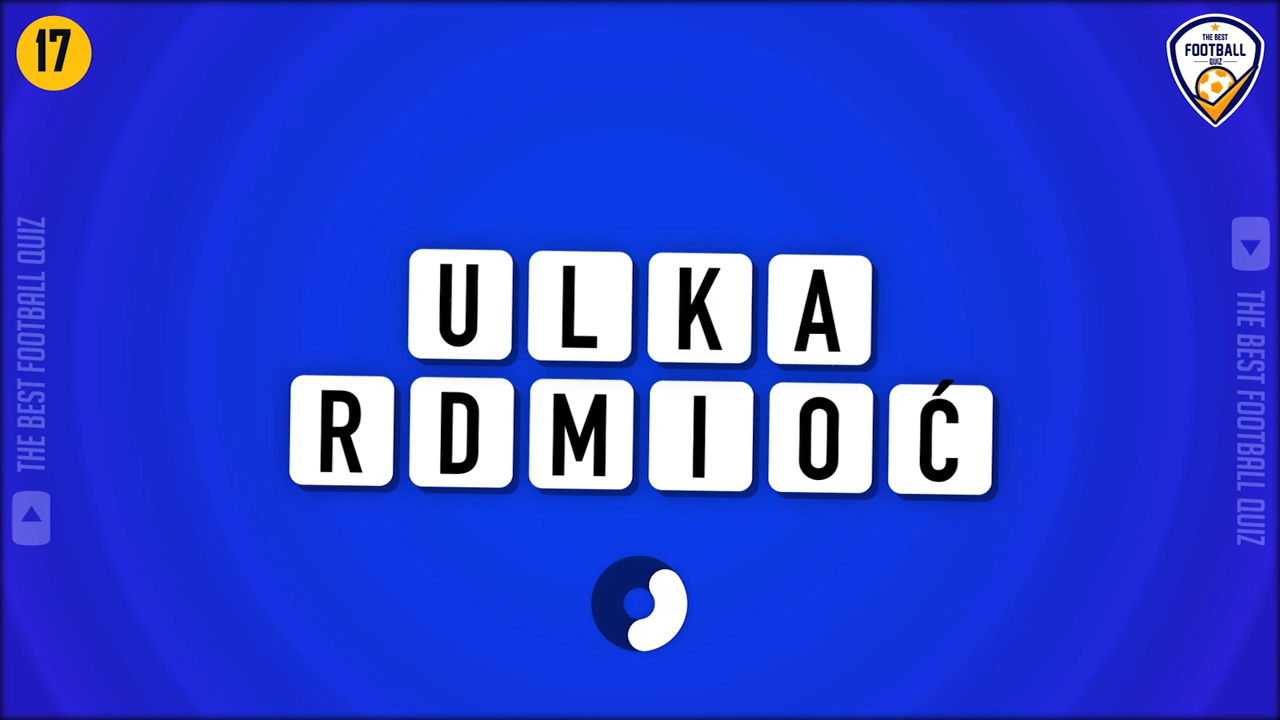 17
THE BEST
FOOTBALL
QUIZ
THE BEST FOOTBALL QUIZ
ULKA
RDMIOĆ
THE BEST FOOTBALL QUIZ